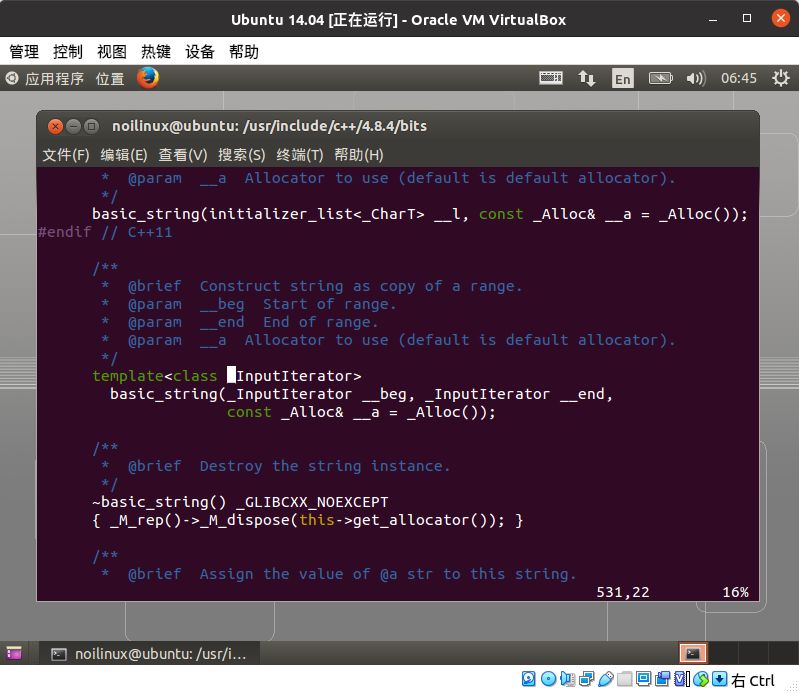 Ubuntu 14.04 [正在运行] - Oracle VM VirtualBox
管理 控制 视图 热键 设备 帮助
应用程序 位置 En 06:45
noilinux@ubuntu: /usr/include/c++/4.8.4/bits
文件(F) 编辑(E) 查看(V) 搜索(S) 终端(T) 帮助(H)
* @param __a Allocator to use (default is default allocator).
*/
basic_string(initializer_list<_CharT> __l, const _Alloc& __a = _Alloc());
#endif // C++11
/**
* @brief Construct string as copy of a range.
* @param __beg Start of range.
* @param __end End of range.
* @param __a Allocator to use (default is default allocator).
*/
template<class _InputIterator>
basic_string(_InputIterator __beg, _InputIterator __end,
const _Alloc& __a = _Alloc());
/**
* @brief Destroy the string instance.
*/
~basic_string() _GLIBCXX_NOEXCEPT
{ _M_rep()->_M_dispose(this->get_allocator()); }
/**
* @brief Assign the value of @a str to this string.
531,22 16%
noilinux@ubuntu: /usr/i...
右 Ctrl